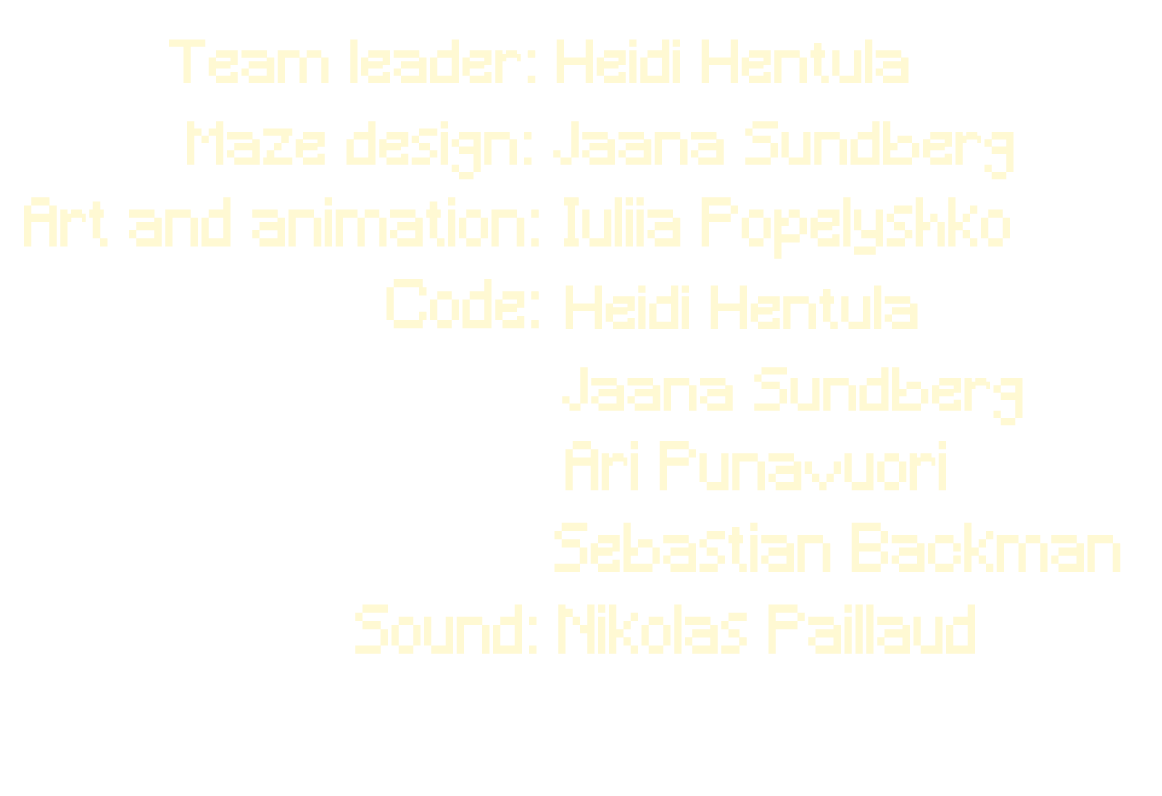 Team leader: Heidi Hentula
Maze design: Jaana Sundberg
Art and animation: Iuliia Popelyshko
Code: Heidi Hentula
Jaana Sundberg
Ari Punavuori
Sebastian Backman
Sound: Nikolas Paillaud